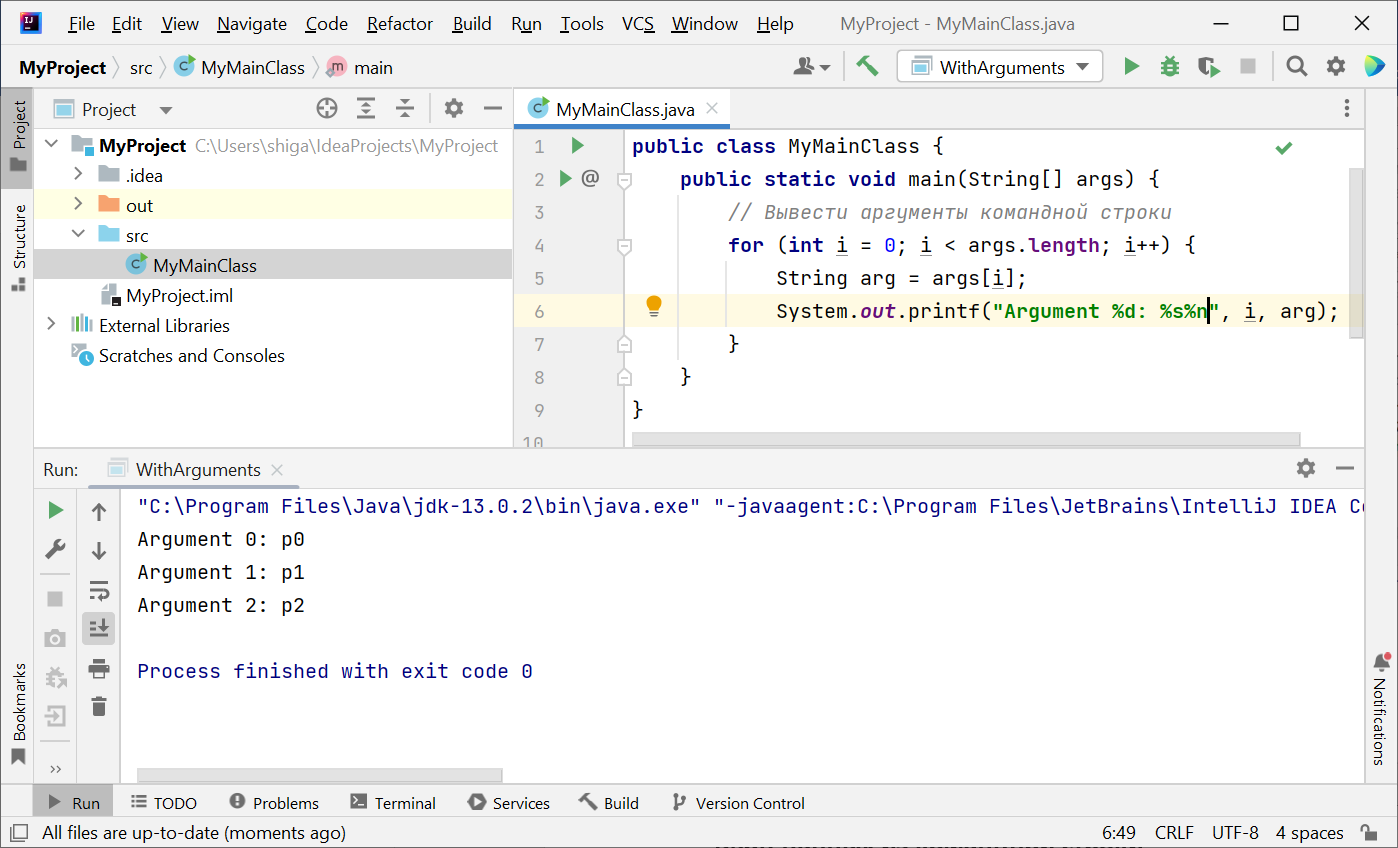 File Edit View Navigate Code Refactor Build Run Tools VCS Window Help MyProject - MyMainClass.java
MyProject src MyMainClass main WithArguments
Project
Structure
Bookmarks
Project
MyProject C:\Users\shiga\IdeaProjects\MyProject
.idea
out
src
MyMainClass
MyProject.iml
External Libraries
Scratches and Consoles
MyMainClass.java
1 public class MyMainClass {
2 @ public static void main(String[] args) {
3 // Вывести аргументы командной строки
4 for (int i = 0; i < args.length; i++) {
5 String arg = args[i];
6 System.out.printf("Argument %d: %s%n", i, arg);
7 }
8 }
9 }
10
Run: WithArguments
"C:\Program Files\Java\jdk-13.0.2\bin\java.exe" "-javaagent:C:\Program Files\JetBrains\IntelliJ IDEA
Argument 0: p0
Argument 1: p1
Argument 2: p2
Process finished with exit code 0
Notifications
Run TODO Problems Terminal Services Build Version Control
All files are up-to-date (moments ago) 6:49 CRLF UTF-8 4 spaces